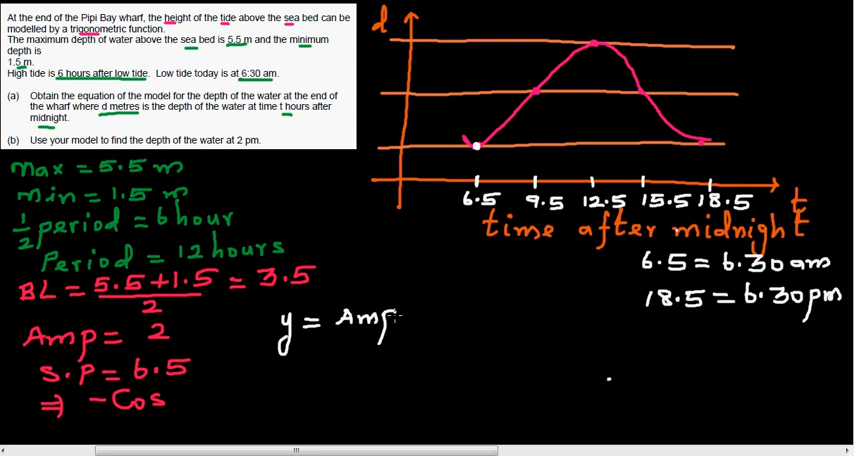 At the end of the Pipi Bay wharf, the height of the tide above the sea bed can be
modelled by a trigonometric function.
The maximum depth of water above the sea bed is 5.5 m and the minimum
depth is
1.5 m.
High tide is 6 hours after low tide. Low tide today is at 6:30 am.
(a) Obtain the equation of the model for the depth of the water at the end of
the wharf where d metres is the depth of the water at time t hours after
midnight.
(b) Use your model to find the depth of the water at 2 pm.
max = 5.5 m
min = 1.5 m
1/2 period = 6 hour
Period = 12 hours
BL = 5.5+1.5/2 = 3.5
Amp = 2
S.P = 6.5
⇒ -Cos
d
6.5 9.5 12.5 15.5 18.5 t
time after midnight
6.5 = 6.30am
18.5 = 6.30pm
y = Amp